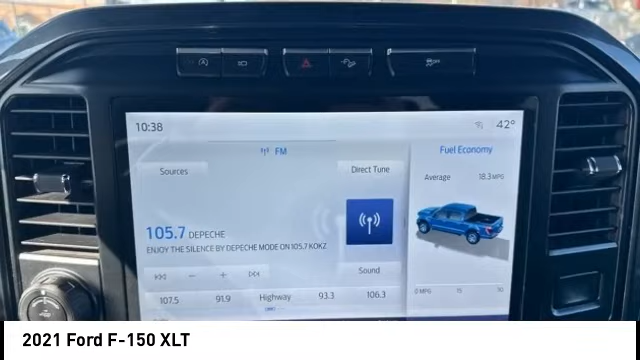 10:38
42°
FM
Fuel Economy
Sources
Direct Tune
Average 18.3 MPG
105.7 DEPECHE
ENJOY THE SILENCE BY DEPECHE MODE ON 105.7 KOKZ
Sound
107.5 91.9 Highway 93.3 106.3
0 MPG 15 30
2021 Ford F-150 XLT